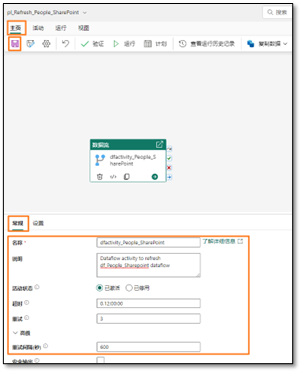 pl_Refresh_People_SharePoint
搜索
主页 活动 运行 视图
验证 运行 计划 查看运行历史记录 复制数据
数据流
dfactivity_People_S
harePoint
常规 设置
名称 * dfactivity_People_SharePoint 了解详细信息
说明 Dataflow activity to refresh
df_People_Sharepoint dataflow
活动状态 已激活 已停用
超时 0.12:00:00
重试 3
高级
重试间隔(秒) 600
安全输出